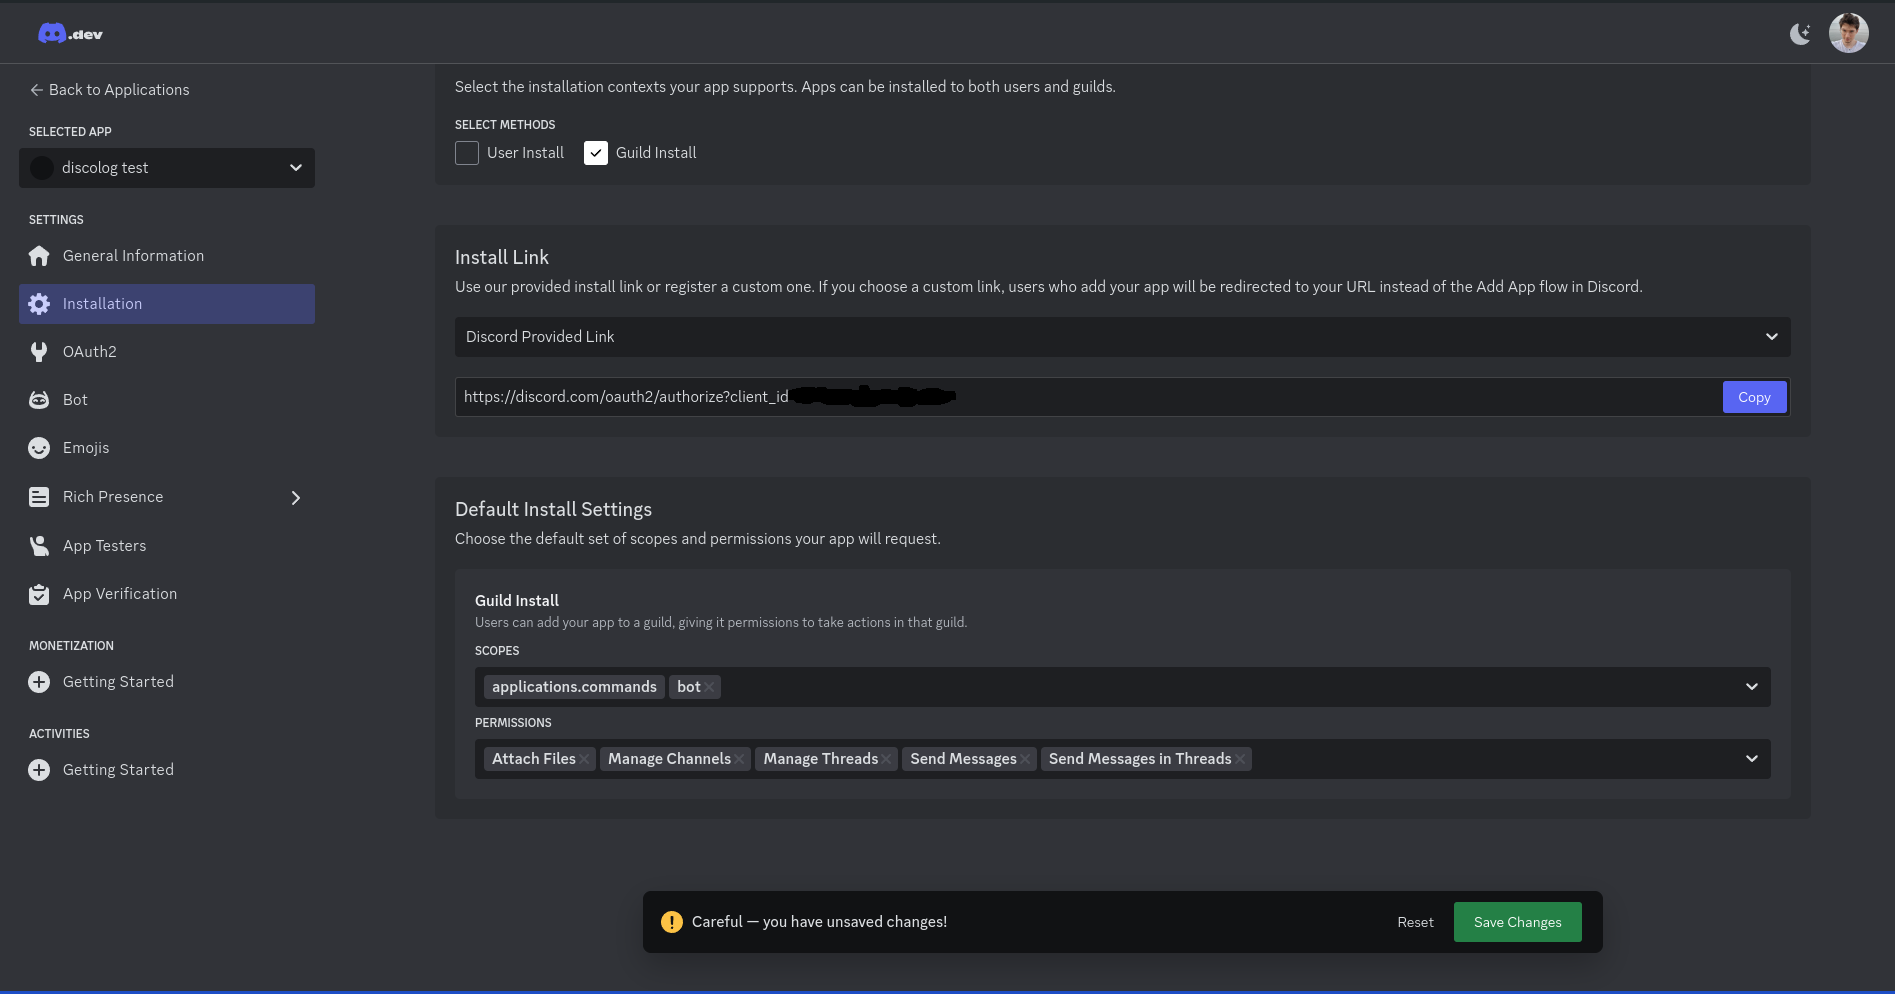 .dev
Back to Applications
SELECTED APP
discolog test
SETTINGS
General Information
Installation
OAuth2
Bot
Emojis
Rich Presence
App Testers
App Verification
MONETIZATION
Getting Started
ACTIVITIES
Getting Started
Select the installation contexts your app supports. Apps can be installed to both users and guilds.
SELECT METHODS
User Install Guild Install
Install Link
Use our provided install link or register a custom one. If you choose a custom link, users who add your app will be redirected to your URL instead of the Add App flow in Discord.
Discord Provided Link
https://discord.com/oauth2/authorize?client_id Copy
Default Install Settings
Choose the default set of scopes and permissions your app will request.
Guild Install
Users can add your app to a guild, giving it permissions to take actions in that guild.
SCOPES
applications.commands bot
PERMISSIONS
Attach Files Manage Channels Manage Threads Send Messages Send Messages in Threads
Careful — you have unsaved changes! Reset Save Changes